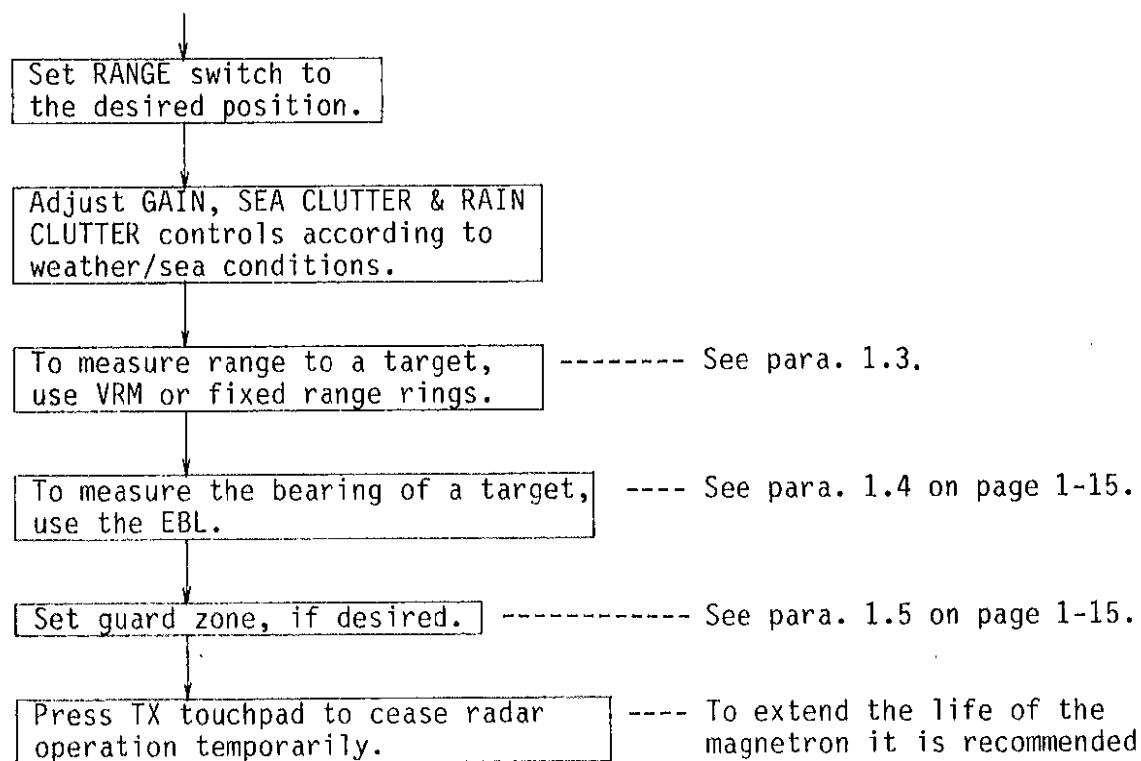 Set RANGE switch to
the desired position.
Adjust GAIN, SEA CLUTTER & RAIN
CLUTTER controls according to
weather/sea conditions.
To measure range to a target,
use VRM or fixed range rings.
-------- See para. 1.3.
To measure the bearing of a target,
use the EBL.
---- See para. 1.4 on page 1-15.
Set guard zone, if desired.
------------ See para. 1.5 on page 1-15.
Press TX touchpad to cease radar
operation temporarily.
---- To extend the life of the
magnetron it is recommended